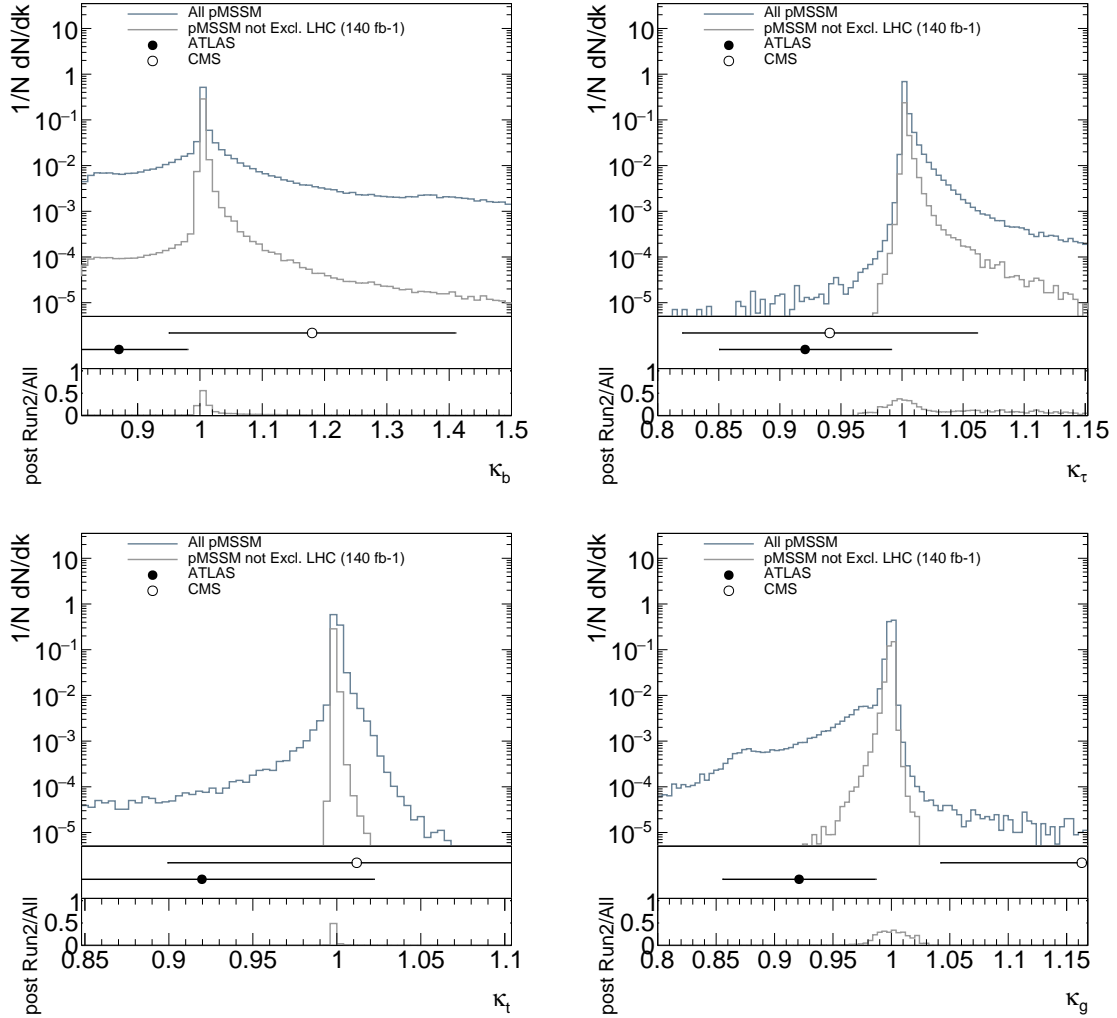 All pMSSM
pMSSM not Excl. LHC (140 fb-1)
ATLAS
CMS
1/N dN/dk
10
1
10⁻¹
10⁻²
10⁻³
10⁻⁴
10⁻⁵
1
0.5
0
post Run2/All
0.9 1 1.1 1.2 1.3 1.4 1.5
κ_b
All pMSSM
pMSSM not Excl. LHC (140 fb-1)
ATLAS
CMS
1/N dN/dk
10
1
10⁻¹
10⁻²
10⁻³
10⁻⁴
10⁻⁵
1
0.5
0
post Run2/All
0.8 0.85 0.9 0.95 1 1.05 1.1 1.15
κ_τ
All pMSSM
pMSSM not Excl. LHC (140 fb-1)
ATLAS
CMS
1/N dN/dk
10
1
10⁻¹
10⁻²
10⁻³
10⁻⁴
10⁻⁵
1
0.5
0
post Run2/All
0.85 0.9 0.95 1 1.05 1.1
κ_t
All pMSSM
pMSSM not Excl. LHC (140 fb-1)
ATLAS
CMS
1/N dN/dk
10
1
10⁻¹
10⁻²
10⁻³
10⁻⁴
10⁻⁵
1
0.5
0
post Run2/All
0.8 0.85 0.9 0.95 1 1.05 1.1 1.15
κ_g